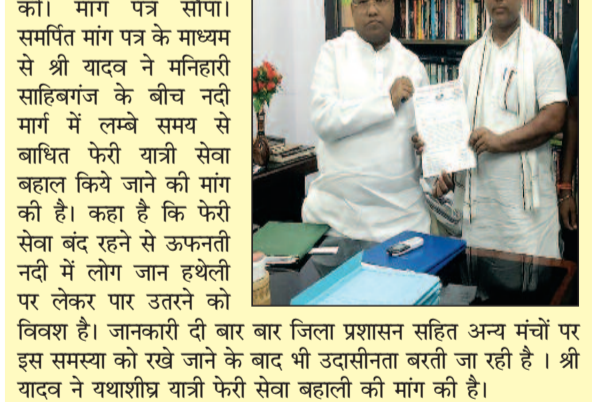 की। मांग पत्र सौंपा।
समर्पित मांग पत्र के माध्यम
से श्री यादव ने मनिहारी
साहिबगंज के बीच नदी
मार्ग में लम्बे समय से
बाधित फेरी यात्री सेवा
बहाल किये जाने की मांग
की है। कहा है कि फेरी
सेवा बंद रहने से ऊफनती
नदी में लोग जान हथेली
पर लेकर पार उतरने को
विवश है। जानकारी दी बार बार जिला प्रशासन सहित अन्य मंचों पर
इस समस्या को रखे जाने के बाद भी उदासीनता बरती जा रही है । श्री
यादव ने यथाशीघ्र यात्री फेरी सेवा बहाली की मांग की है।